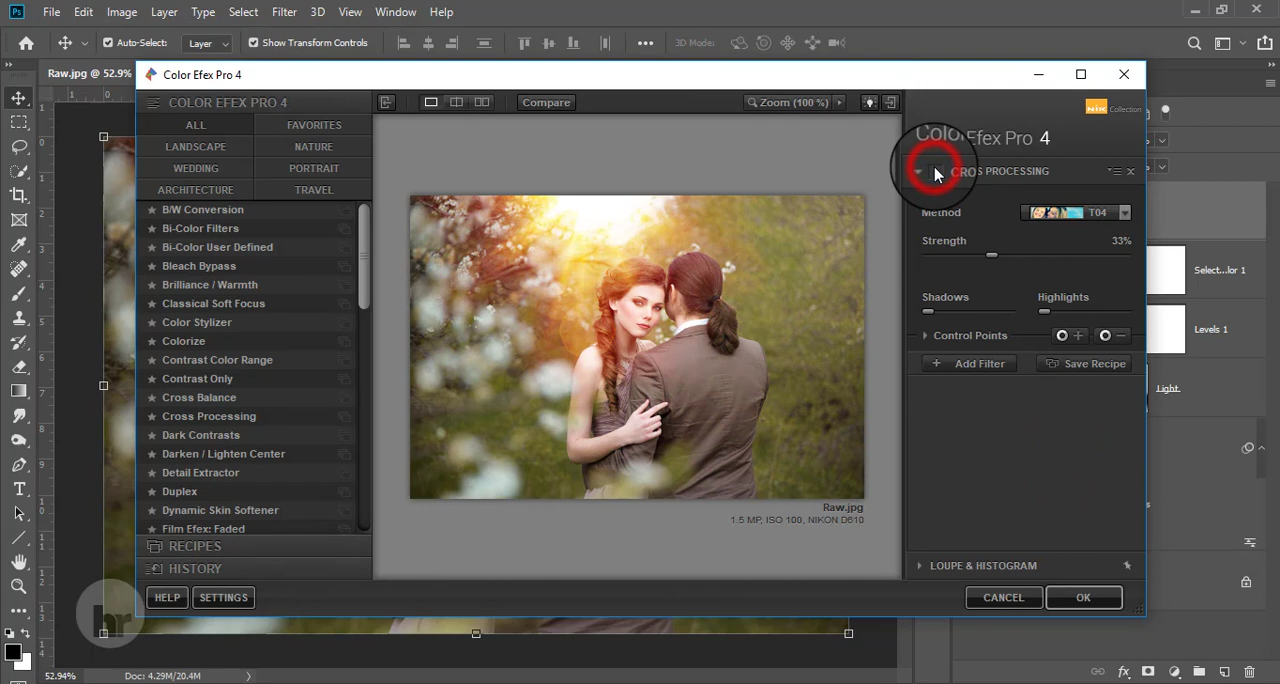 Ps File Edit Image Layer Type Select Filter 3D View Window Help
Auto-Select: Layer Show Transform Controls 3D Mode:
Raw.jpg @ 52.9%
Color Efex Pro 4
COLOR EFEX PRO 4
Compare
Zoom (100 %)
Nik Collection
Color Efex Pro 4
ALL FAVORITES
LANDSCAPE NATURE
WEDDING PORTRAIT
ARCHITECTURE TRAVEL
B/W Conversion
Bi-Color Filters
Bi-Color User Defined
Bleach Bypass
Brilliance / Warmth
Classical Soft Focus
Color Stylizer
Colorize
Contrast Color Range
Contrast Only
Cross Balance
Cross Processing
Dark Contrasts
Darken / Lighten Center
Detail Extractor
Duplex
Dynamic Skin Softener
Film Efex: Faded
RECIPES
HISTORY
HELP SETTINGS
Raw.jpg
1.5 MP, ISO 100, NIKON D610
CROS PROCESSING
Method T04
Strength 33%
Shadows Highlights
Control Points
Add Filter Save Recipe
LOUPE & HISTOGRAM
CANCEL OK
Select...lor 1
Levels 1
Light.
hr
52.94% Doc: 4.29M/20.4M
fx